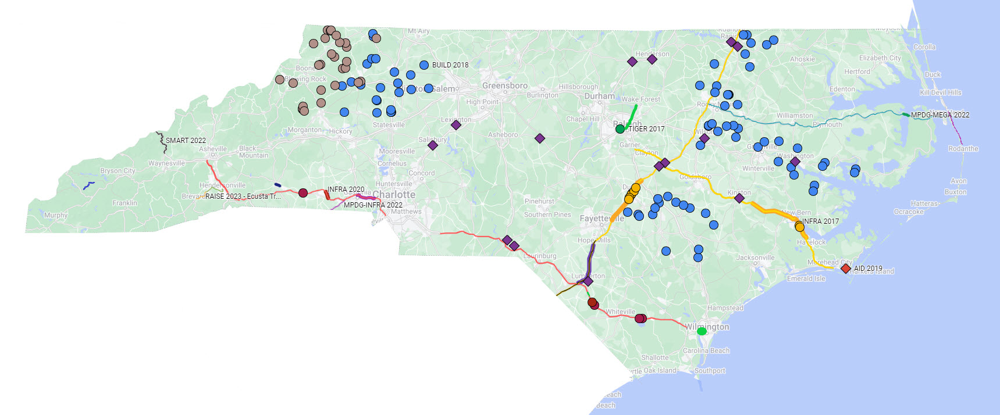 Mt Airy
Roanoke
Rapids
Corolla
Henderson
Ahoskie
Elizabeth City
BUILD 2018
Boone
Hertford
Duck
Blowing Rock
Greensboro
Hillsborough
Edenton
Kill Devil Hills
Burlington
Durham
Wake Forest
High Point
MPDG-MEGA 2022
Williamston
Plymouth
Lexington
Chapel Hill
Statesville
Morganton
Hickory
TIGER 2017
Asheboro
SMART 2022
Salisbury
Garner
Asheville
Black
Mountain
Mooresville
Clayton
Washington
Rodanthe
Waynesville
Cornelius
Winterville
Bryson City
Concord
Goldsboro
Huntersville
Avon
Hendersonville
INFRA 2020
Charlotte
Kinston
Buxton
RAISE 2023 - Ecusta Tr...
Pinehurst
Franklin
MPDG-INFRA 2022
Hatteras
Murphy
Matthews
Southern Pines
New Bern
Ocracoke
Fayetteville
INFRA 2017
Hope Mills
Havelock
Laurinburg
Jacksonville
Morehead City
AID 2019
Harkers Island
Lumberton
Emerald Isle
Hampstead
Whiteville
Wilmington
Carolina Beach
Shallotte
Oak Island
Southport